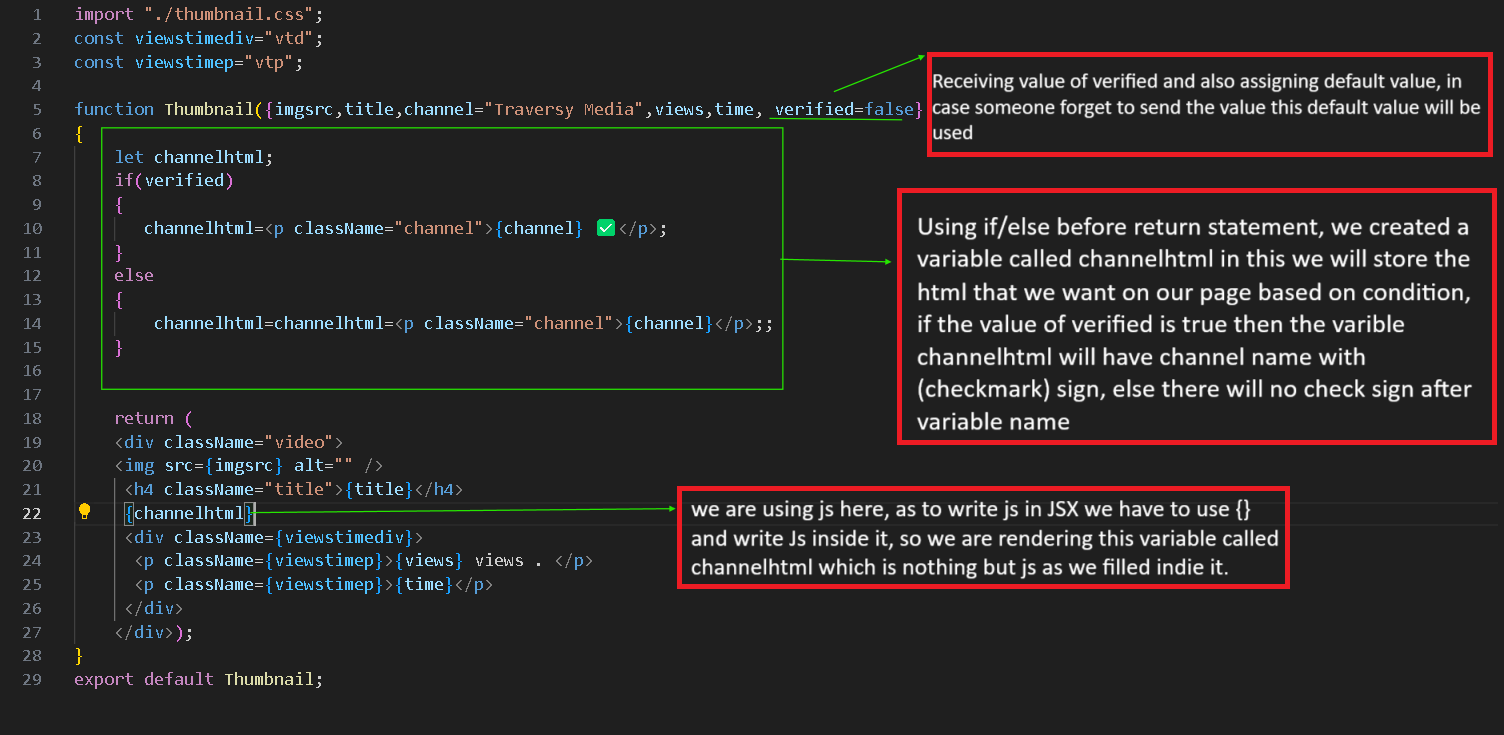 1 import "./thumbnail.css";
2 const viewstimediv="vtd";
3 const viewstimep="vtp";
4
5 function Thumbnail({imgsrc,title,channel="Traversy Media",views,time, verified=false}
6 {
7 let channelhtml;
8 if(verified)
9 {
10 channelhtml=<p className="channel">{channel} ✅</p>;
11 }
12 else
13 {
14 channelhtml=channelhtml=<p className="channel">{channel}</p>;;
15 }
16
17
18 return (
19 <div className="video">
20 <img src={imgsrc} alt="" />
21 <h4 className="title">{title}</h4>
22 {channelhtml}
23 <div className={viewstimediv}>
24 <p className={viewstimep}>{views} views . </p>
25 <p className={viewstimep}>{time}</p>
26 </div>
27 </div>);
28 }
29 export default Thumbnail;
Receiving value of verified and also assigning default value, in
case someone forget to send the value this default value will be
used
Using if/else before return statement, we created a
variable called channelhtml in this we will store the
html that we want on our page based on condition,
if the value of verified is true then the varible
channelhtml will have channel name with
(checkmark) sign, else there will no check sign after
variable name
we are using js here, as to write js in JSX we have to use {}
and write Js inside it, so we are rendering this variable called
channelhtml which is nothing but js as we filled indie it.